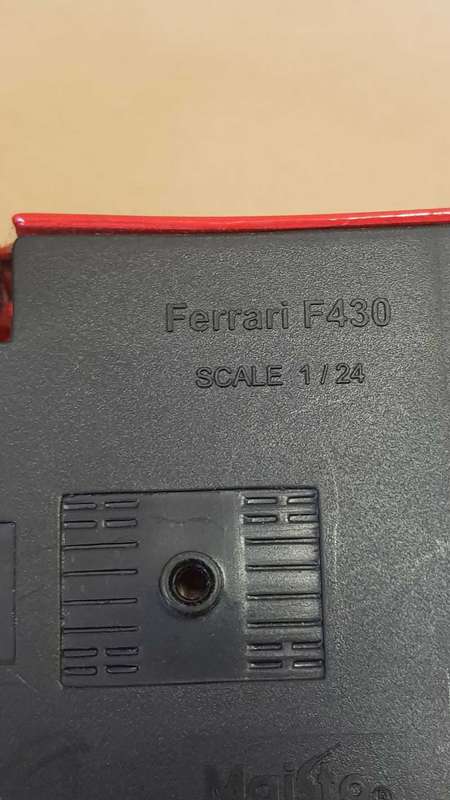 Ferrari F430
SCALE 1/24
Maisto®